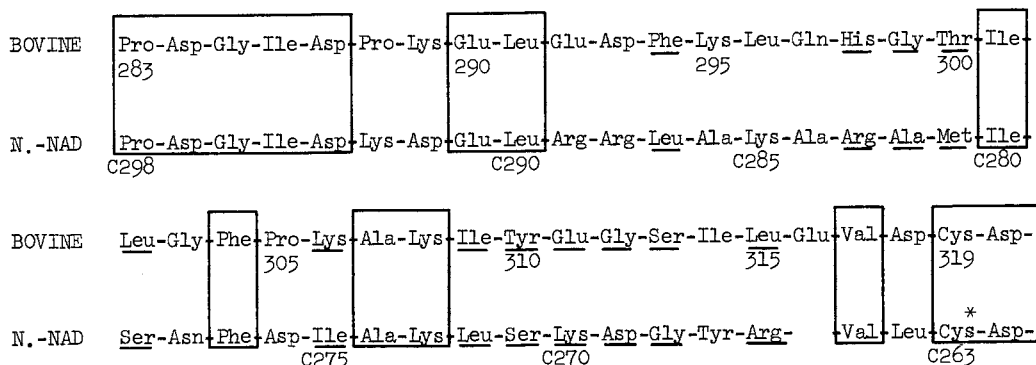 BOVINE Pro-Asp-Gly-Ile-Asp-Pro-Lys-Glu-Leu-Glu-Asp-Phe-Lys-Leu-Gln-His-Gly-Thr-Ile-
283 290 295 300
N.-NAD Pro-Asp-Gly-Ile-Asp-Lys-Asp-Glu-Leu-Arg-Arg-Leu-Ala-Lys-Ala-Arg-Ala-Met-Ile-
C298 C290 C285 C280
BOVINE Leu-Gly-Phe-Pro-Lys-Ala-Lys-Ile-Tyr-Glu-Gly-Ser-Ile-Leu-Glu-Val-Asp-Cys-Asp-
305 310 315 319
*
N.-NAD Ser-Asn-Phe-Asp-Ile-Ala-Lys-Leu-Ser-Lys-Asp-Gly-Tyr-Arg- Val-Leu-Cys-Asp-
C275 C270 C263